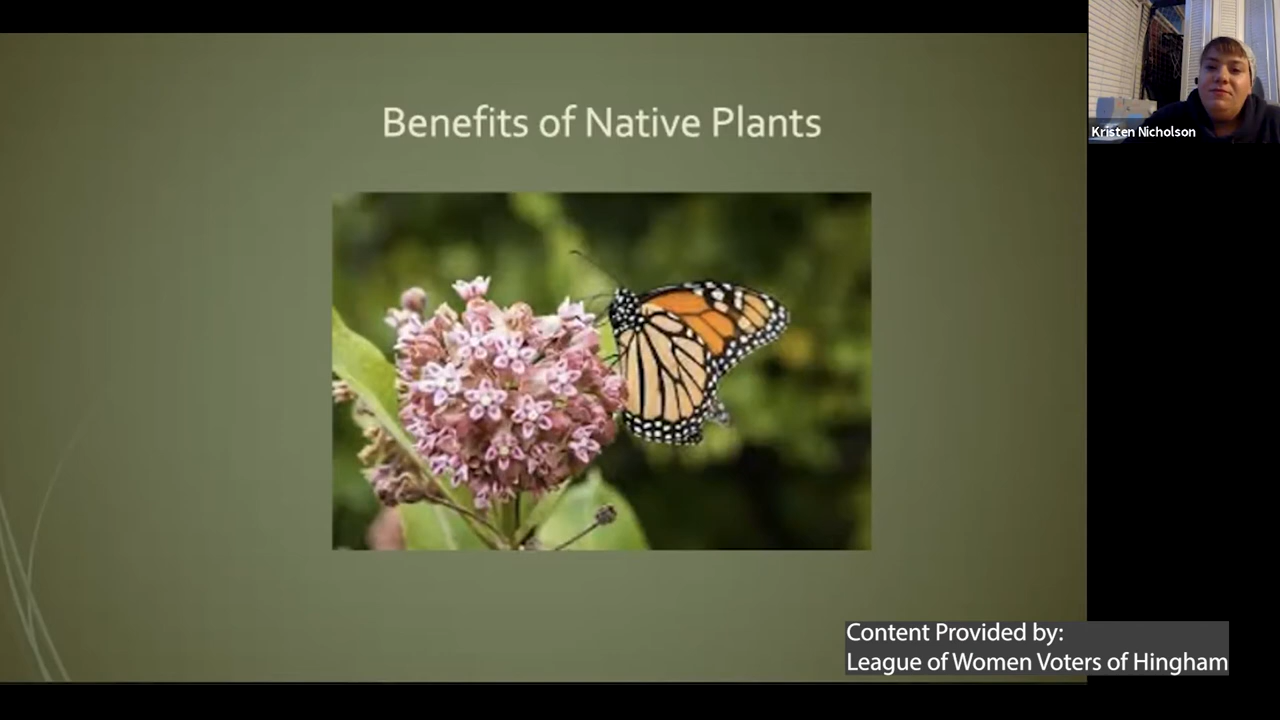 Benefits of Native Plants
Kristen Nicholson
Content Provided by:
League of Women Voters of Hingham